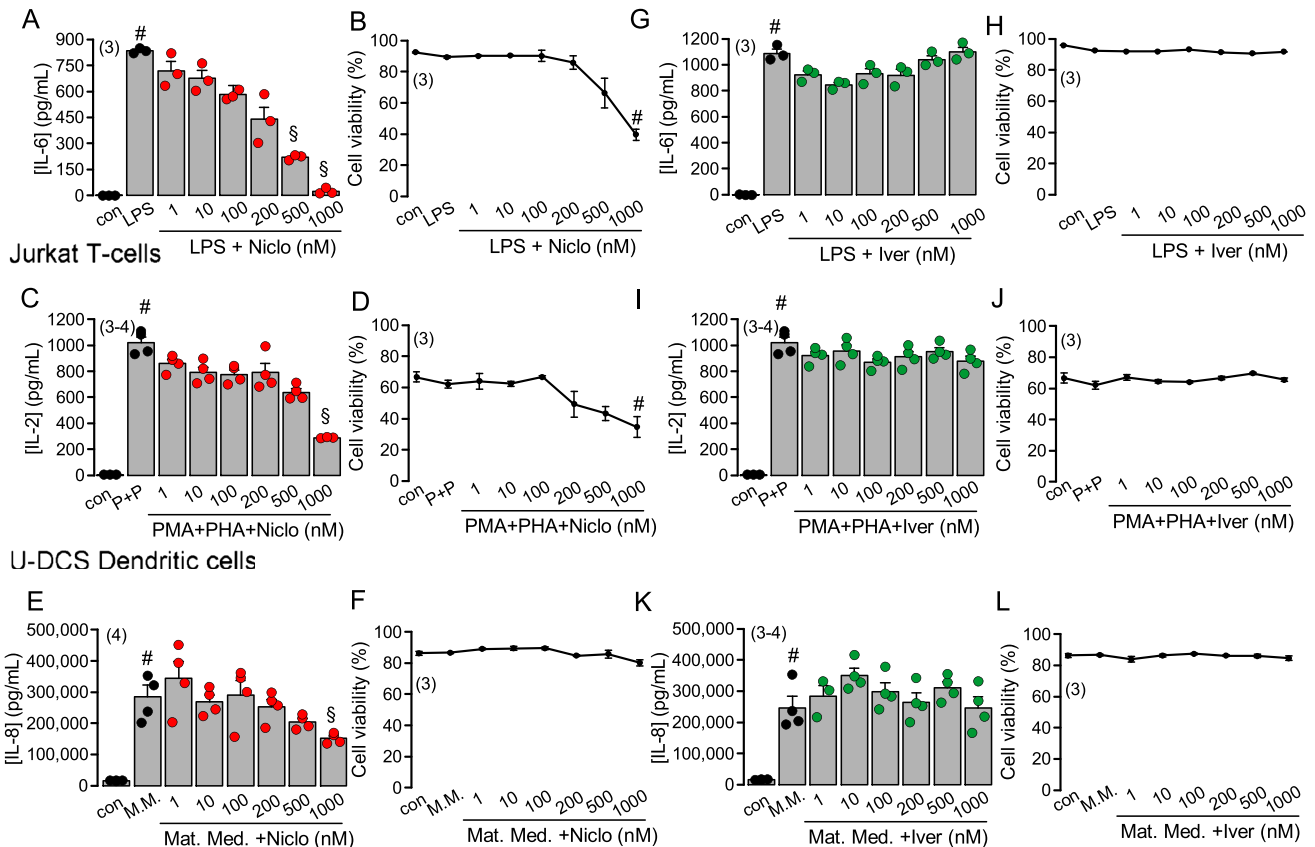 A
B
G
H
[IL-6] (pg/mL)
900
750
600
450
300
150
0
(3)
#
§
§
con
LPS
1
10
100
200
500
1000
LPS + Niclo (nM)
Cell viability (%)
100
80
60
40
20
0
(3)
#
con
LPS
1
10
100
200
500
1000
LPS + Niclo (nM)
[IL-6] (pg/mL)
1200
1000
800
600
400
200
0
(3)
#
con
LPS
1
10
100
200
500
1000
LPS + Iver (nM)
Cell viability (%)
100
80
60
40
20
0
(3)
con
LPS
1
10
100
200
500
1000
LPS + Iver (nM)
Jurkat T-cells
C
D
I
J
[IL-2] (pg/mL)
1200
1000
800
600
400
200
0
(3-4)
#
§
con
P+P
1
10
100
200
500
1000
PMA+PHA+Niclo (nM)
Cell viability (%)
100
80
60
40
20
0
(3)
#
con
P+P
1
10
100
200
500
1000
PMA+PHA+Niclo (nM)
[IL-2] (pg/mL)
1200
1000
800
600
400
200
0
(3-4)
#
con
P+P
1
10
100
200
500
1000
PMA+PHA+Iver (nM)
Cell viability (%)
100
80
60
40
20
0
(3)
con
P+P
1
10
100
200
500
1000
PMA+PHA+Iver (nM)
U-DCS Dendritic cells
E
F
K
L
[IL-8] (pg/mL)
500,000
400,000
300,000
200,000
100,000
0
(4)
#
§
con
M.M.
1
10
100
200
500
1000
Mat. Med. +Niclo (nM)
Cell viability (%)
100
80
60
40
20
0
(3)
con
M.M.
1
10
100
200
500
1000
Mat. Med. +Niclo (nM)
[IL-8] (pg/mL)
500,000
400,000
300,000
200,000
100,000
0
(3-4)
#
con
M.M.
1
10
100
200
500
1000
Mat. Med. +Iver (nM)
Cell viability (%)
100
80
60
40
20
0
(3)
con
M.M.
1
10
100
200
500
1000
Mat. Med. +Iver (nM)